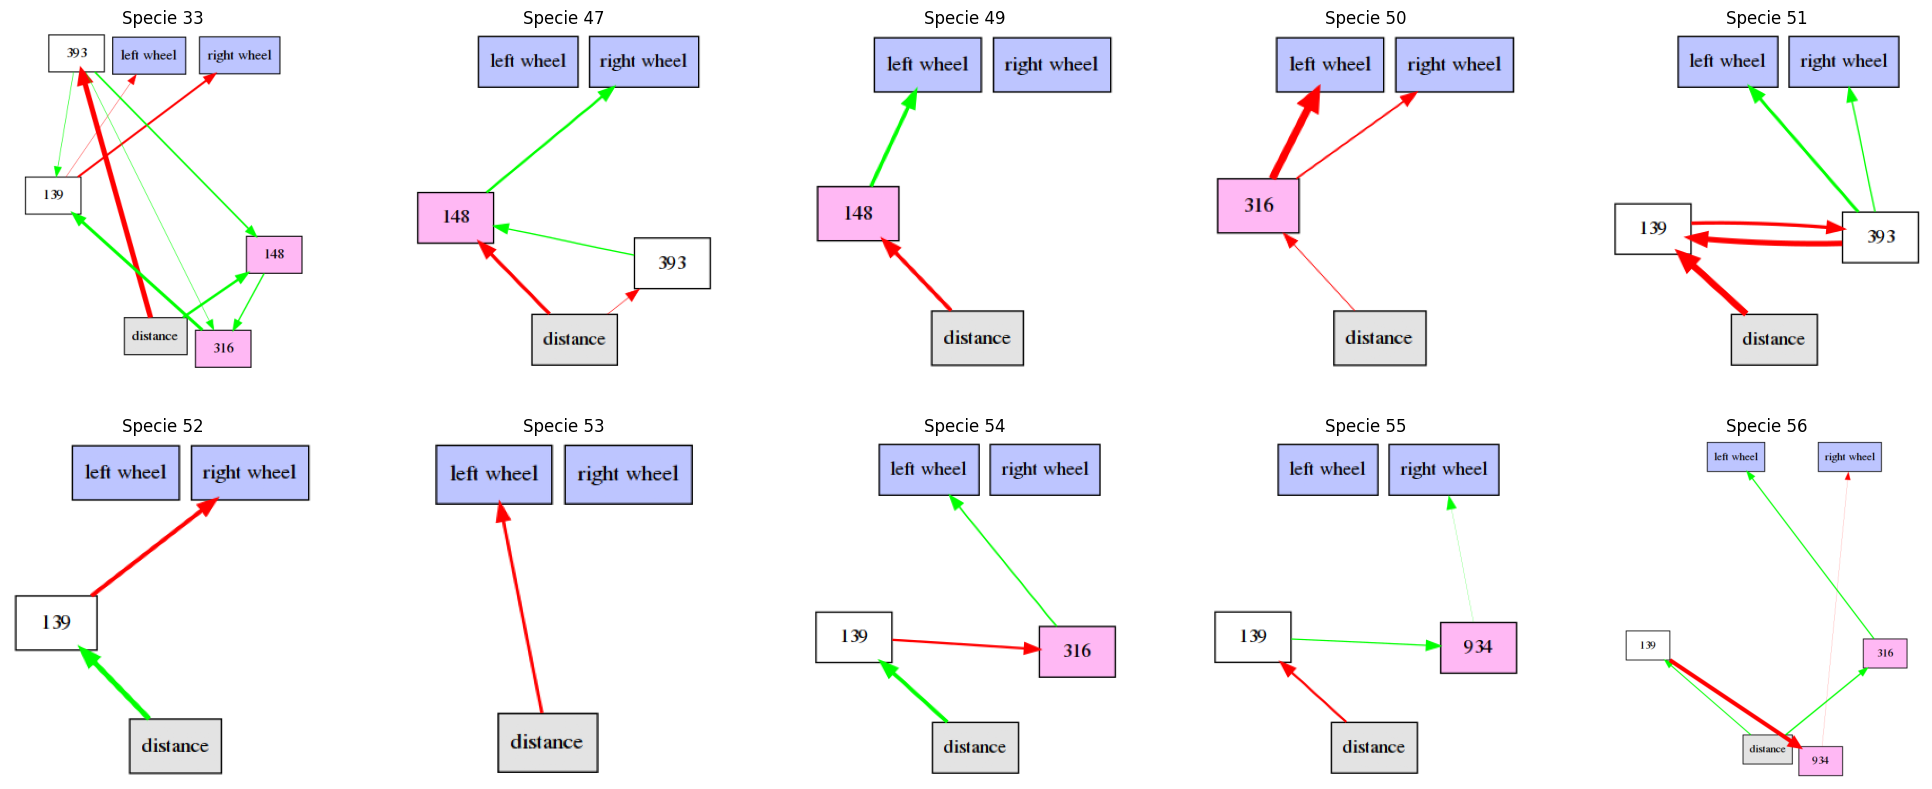 Specie 33
393
left wheel
right wheel
139
148
distance
316
Specie 47
left wheel
right wheel
148
393
distance
Specie 49
left wheel
right wheel
148
distance
Specie 50
left wheel
right wheel
316
distance
Specie 51
left wheel
right wheel
139
393
distance
Specie 52
left wheel
right wheel
139
distance
Specie 53
left wheel
right wheel
distance
Specie 54
left wheel
right wheel
139
316
distance
Specie 55
left wheel
right wheel
139
934
distance
Specie 56
left wheel
right wheel
139
316
distance
934